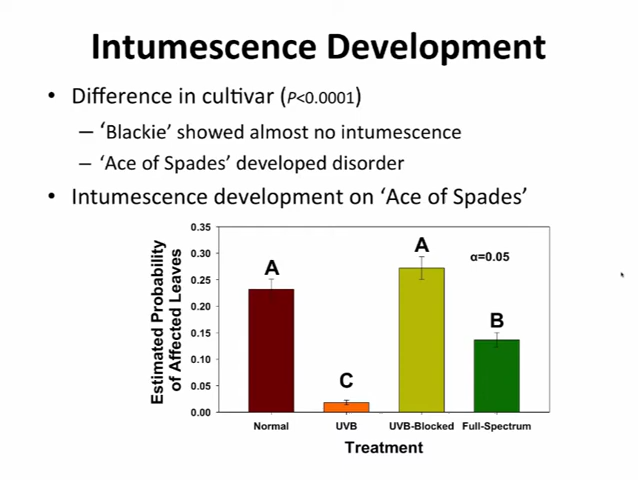 Intumescence Development
• Difference in cultivar (P<0.0001)
– ‘Blackie’ showed almost no intumescence
– ‘Ace of Spades’ developed disorder
• Intumescence development on ‘Ace of Spades’
Estimated Probability
of Affected Leaves
0.35
0.30
0.25
0.20
0.15
0.10
0.05
0.00
A
C
A
B
α=0.05
Normal UVB UVB-Blocked Full-Spectrum
Treatment